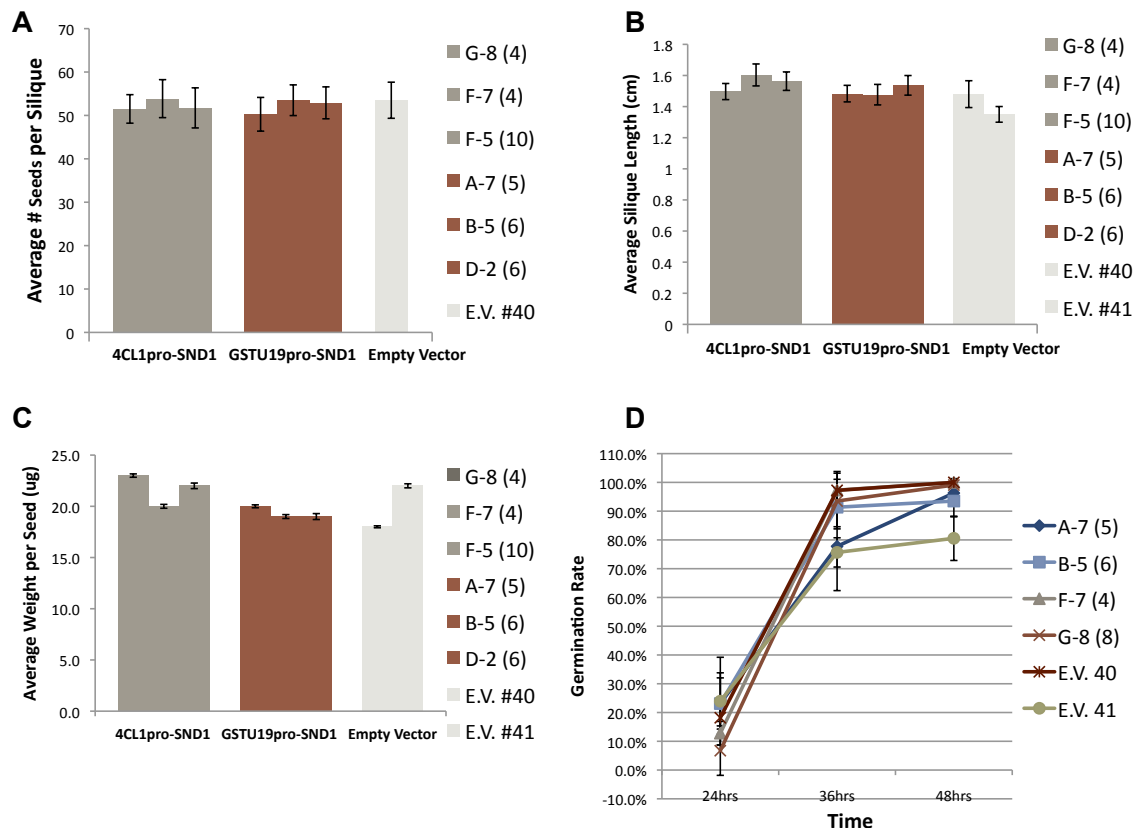 A
Average # Seeds per Silique
70
60
50
40
30
20
10
0
4CL1pro-SND1
GSTU19pro-SND1
Empty Vector
G-8 (4)
F-7 (4)
F-5 (10)
A-7 (5)
B-5 (6)
D-2 (6)
E.V. #40
B
Average Silique Length (cm)
1.8
1.6
1.4
1.2
1
0.8
0.6
0.4
0.2
0
4CL1pro-SND1
GSTU19pro-SND1
Empty Vector
G-8 (4)
F-7 (4)
F-5 (10)
A-7 (5)
B-5 (6)
D-2 (6)
E.V. #40
E.V. #41
C
Average Weight per Seed (ug)
25.0
20.0
15.0
10.0
5.0
0.0
4CL1pro-SND1
GSTU19pro-SND1
Empty Vector
G-8 (4)
F-7 (4)
F-5 (10)
A-7 (5)
B-5 (6)
D-2 (6)
E.V. #40
E.V. #41
D
Germination Rate
110.0%
100.0%
90.0%
80.0%
70.0%
60.0%
50.0%
40.0%
30.0%
20.0%
10.0%
0.0%
-10.0%
24hrs
36hrs
48hrs
Time
A-7 (5)
B-5 (6)
F-7 (4)
G-8 (8)
E.V. 40
E.V. 41